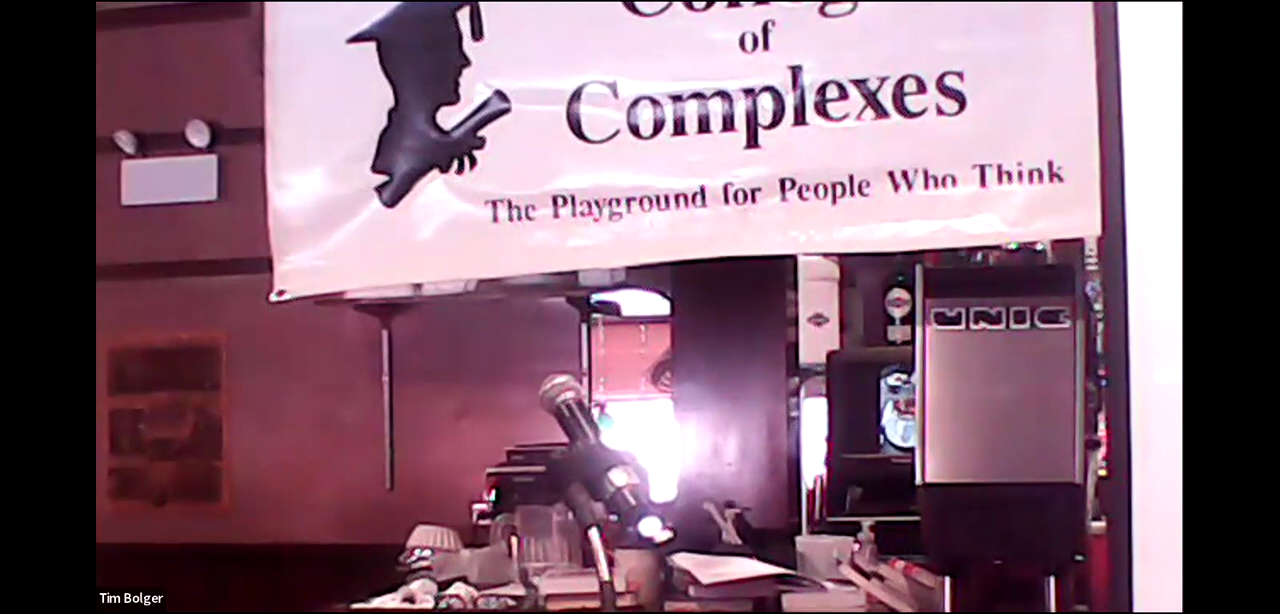 of
Complexes
The Playground for People Who Think
UNIC
Tim Bolger